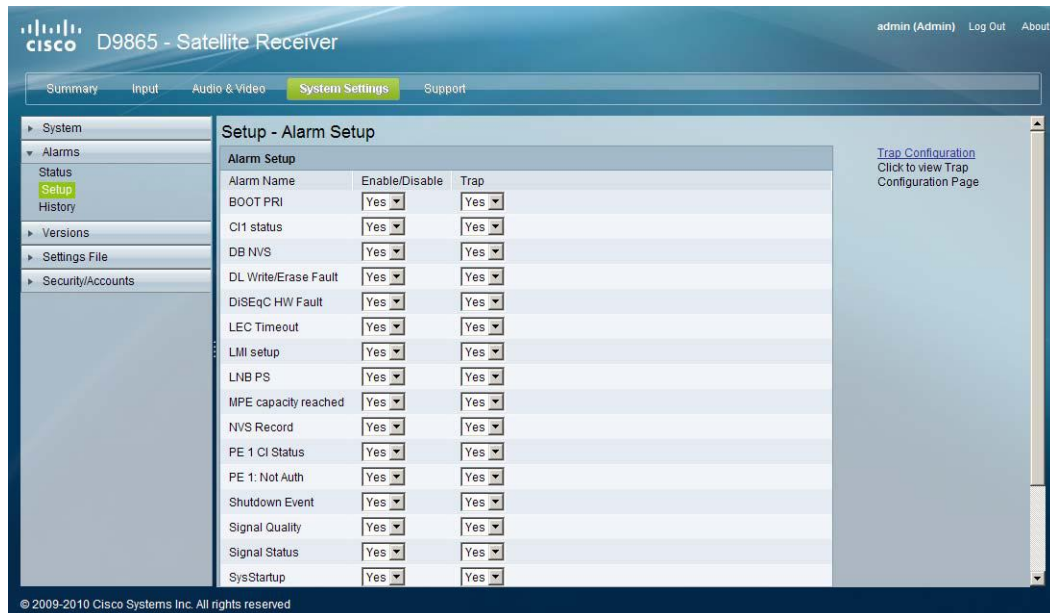 CISCO
D9865 - Satellite Receiver
admin (Admin) Log Out About
Summary Input Audio & Video System Settings Support
System
Alarms
Status
Setup
History
Versions
Settings File
Security/Accounts
Setup - Alarm Setup
Alarm Setup
Alarm Name Enable/Disable Trap
BOOT PRI Yes Yes
CI1 status Yes Yes
DB NVS Yes Yes
DL Write/Erase Fault Yes Yes
DiSEqC HW Fault Yes Yes
LEC Timeout Yes Yes
LMI setup Yes Yes
LNB PS Yes Yes
MPE capacity reached Yes Yes
NVS Record Yes Yes
PE 1 CI Status Yes Yes
PE 1: Not Auth Yes Yes
Shutdown Event Yes Yes
Signal Quality Yes Yes
Signal Status Yes Yes
SysStartup Yes Yes
Trap Configuration
Click to view Trap
Configuration Page
© 2009-2010 Cisco Systems Inc. All rights reserved